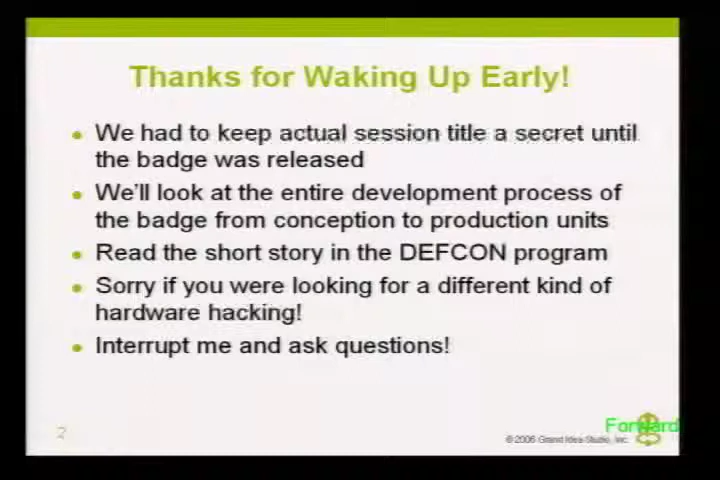 Thanks for Waking Up Early!
• We had to keep actual session title a secret until
the badge was released
• We'll look at the entire development process of
the badge from conception to production units
• Read the short story in the DEFCON program
• Sorry if you were looking for a different kind of
hardware hacking!
• Interrupt me and ask questions!
2
© 2006 Grand Idea Studio, Inc.
Forward